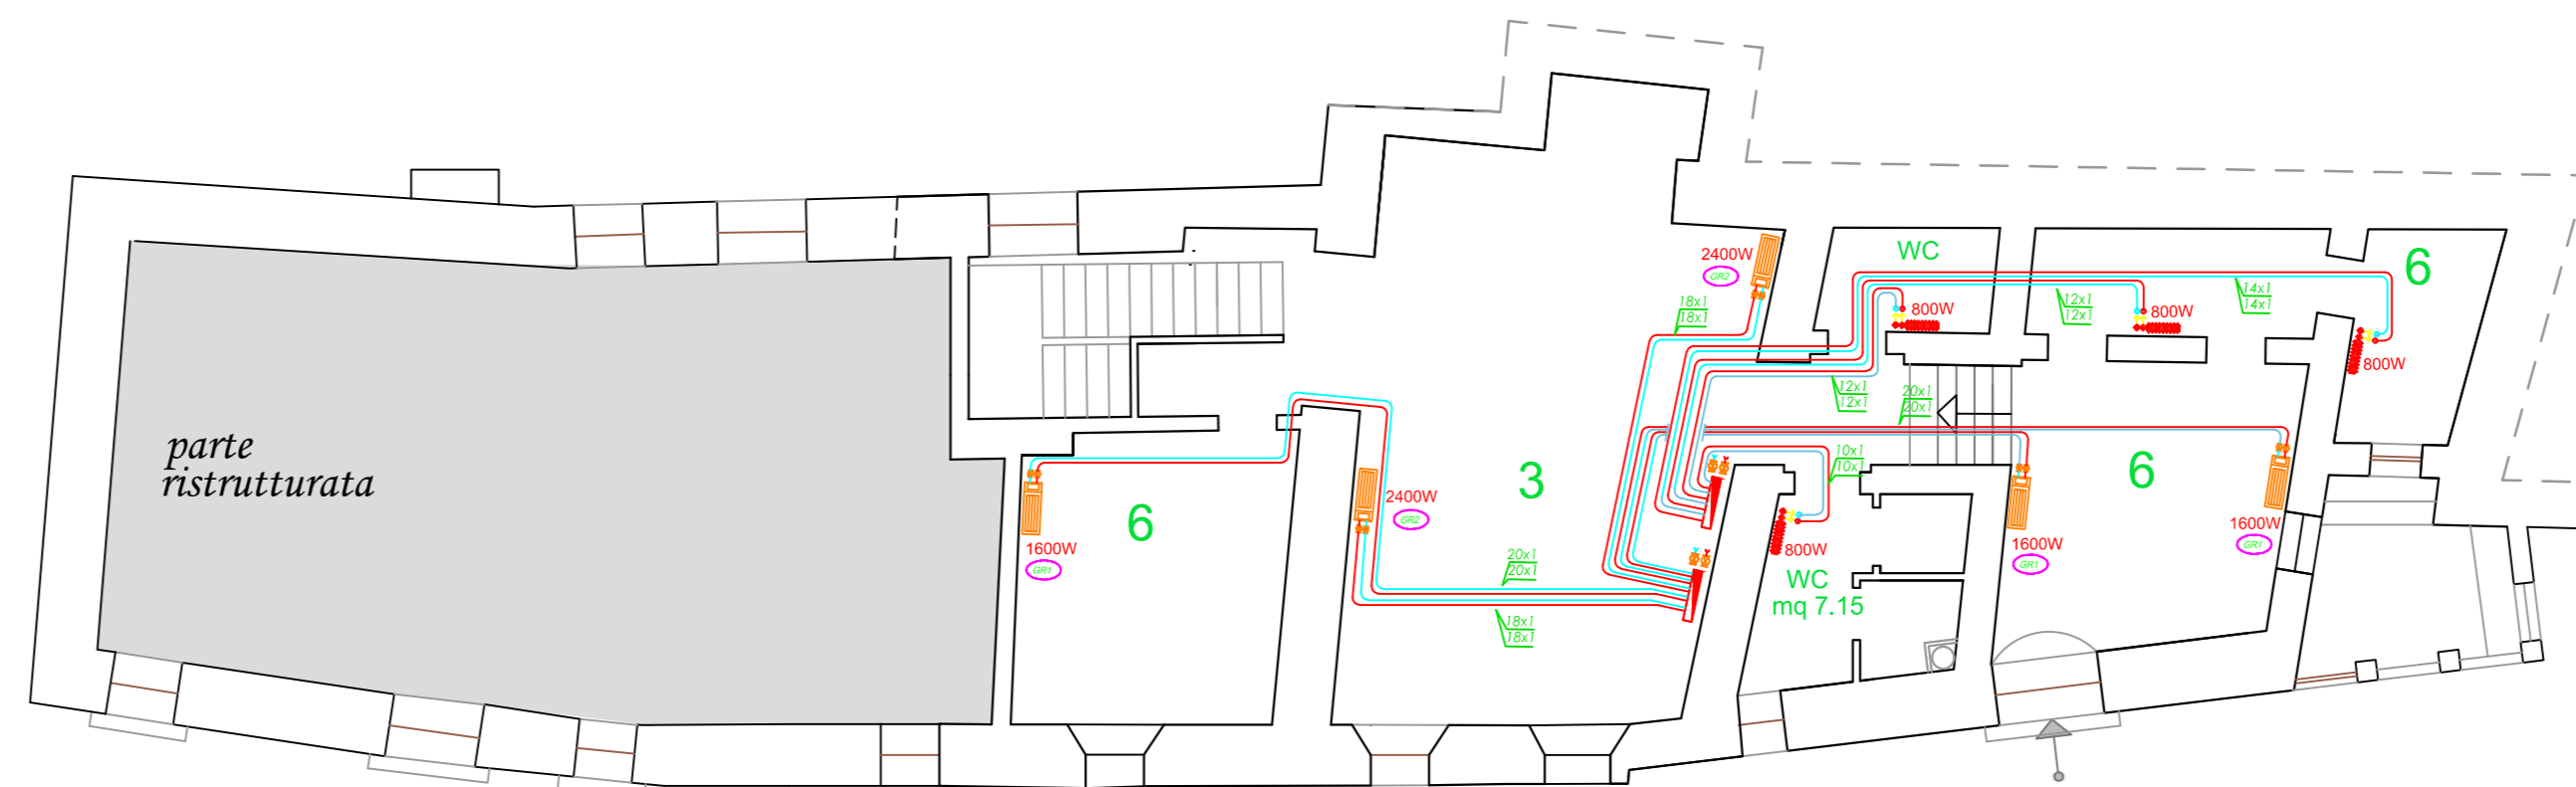 parte
ristrutturata
6
1600W
GR1
2400W
GR2
3
20x1
20x1
18x1
18x1
2400W
GR2
18x1
18x1
WC
800W
12x1
12x1
20x1
20x1
10x1
10x1
800W
WC
mq 7.15
12x1
12x1
800W
14x1
14x1
6
800W
6
1600W
GR1
1600W
GR1